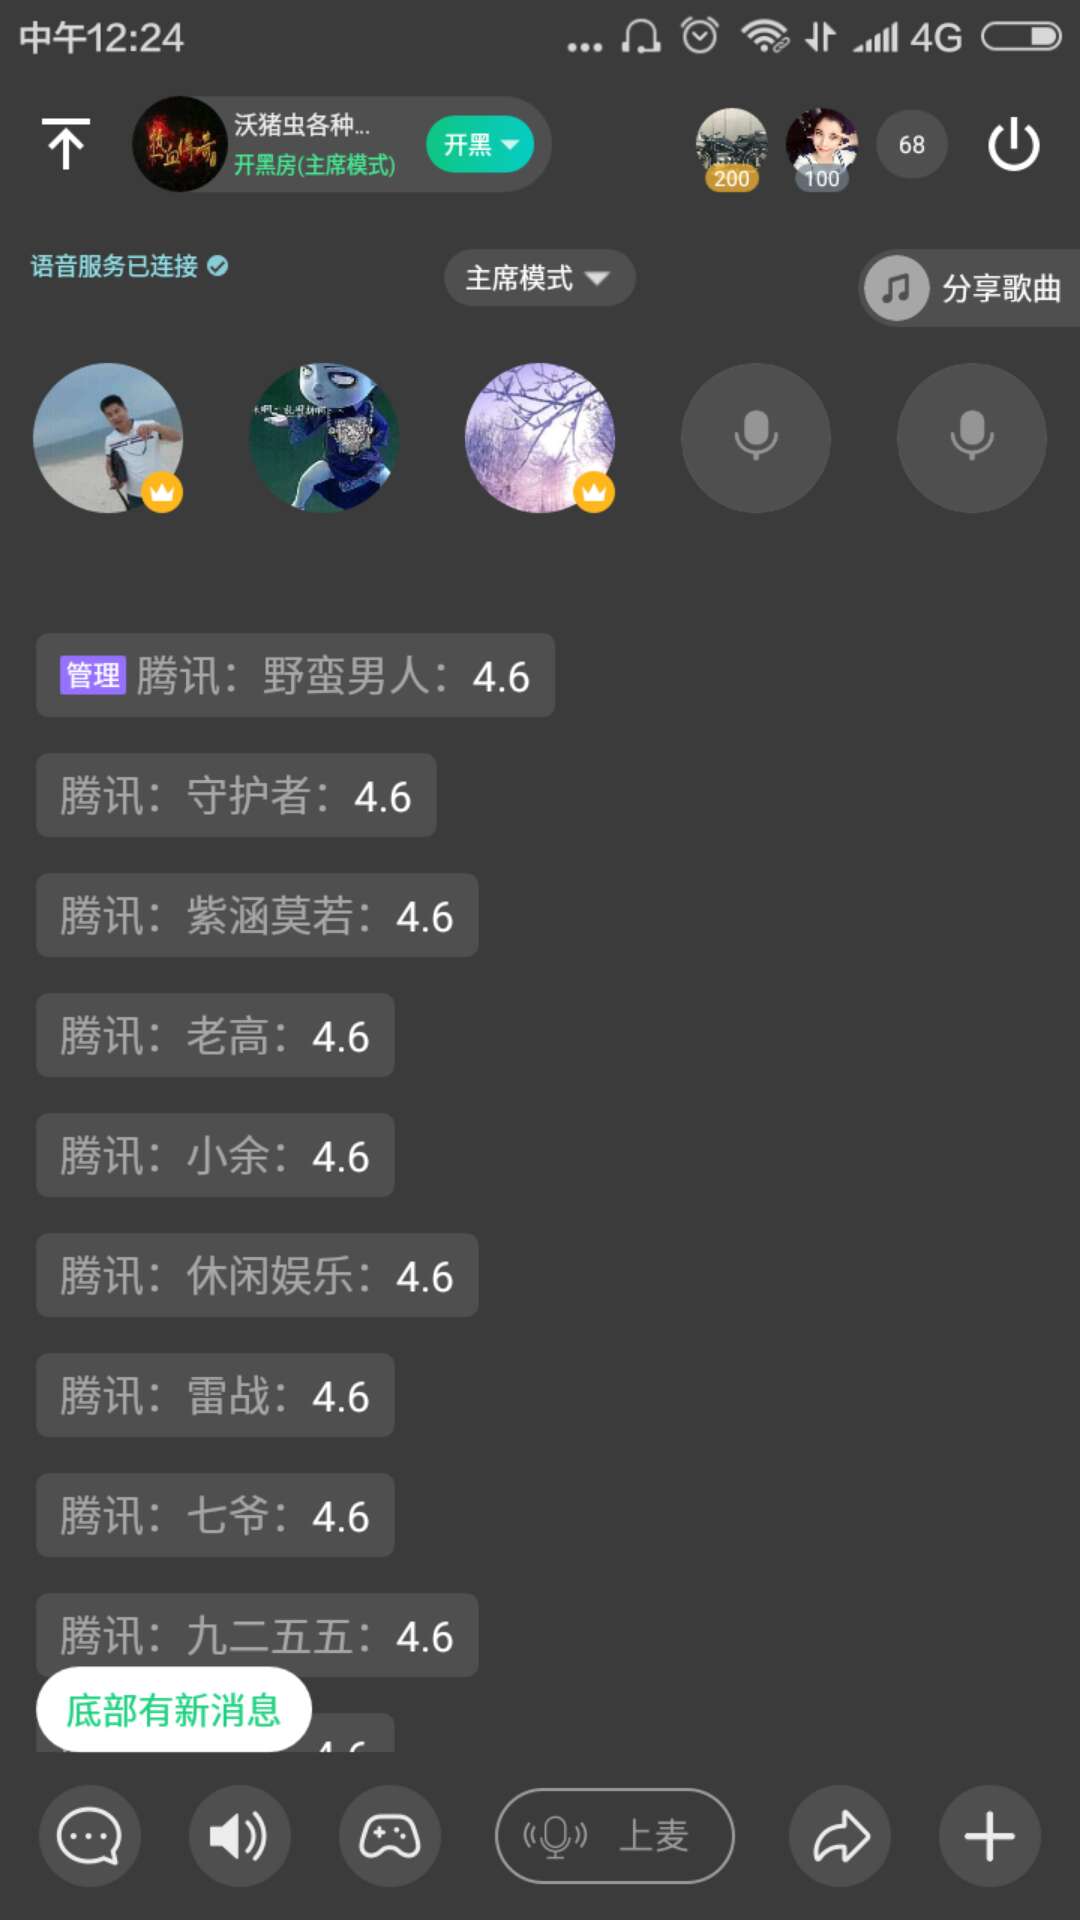 中午12:24
4G
沃猪虫各种...
开黑房(主席模式)
开黑
200
100
68
语音服务已连接
主席模式
分享歌曲
管理 腾讯：野蛮男人：4.6
腾讯：守护者：4.6
腾讯：紫涵莫若：4.6
腾讯：老高：4.6
腾讯：小余：4.6
腾讯：休闲娱乐：4.6
腾讯：雷战：4.6
腾讯：七爷：4.6
腾讯：九二五五：4.6
底部有新消息
上麦